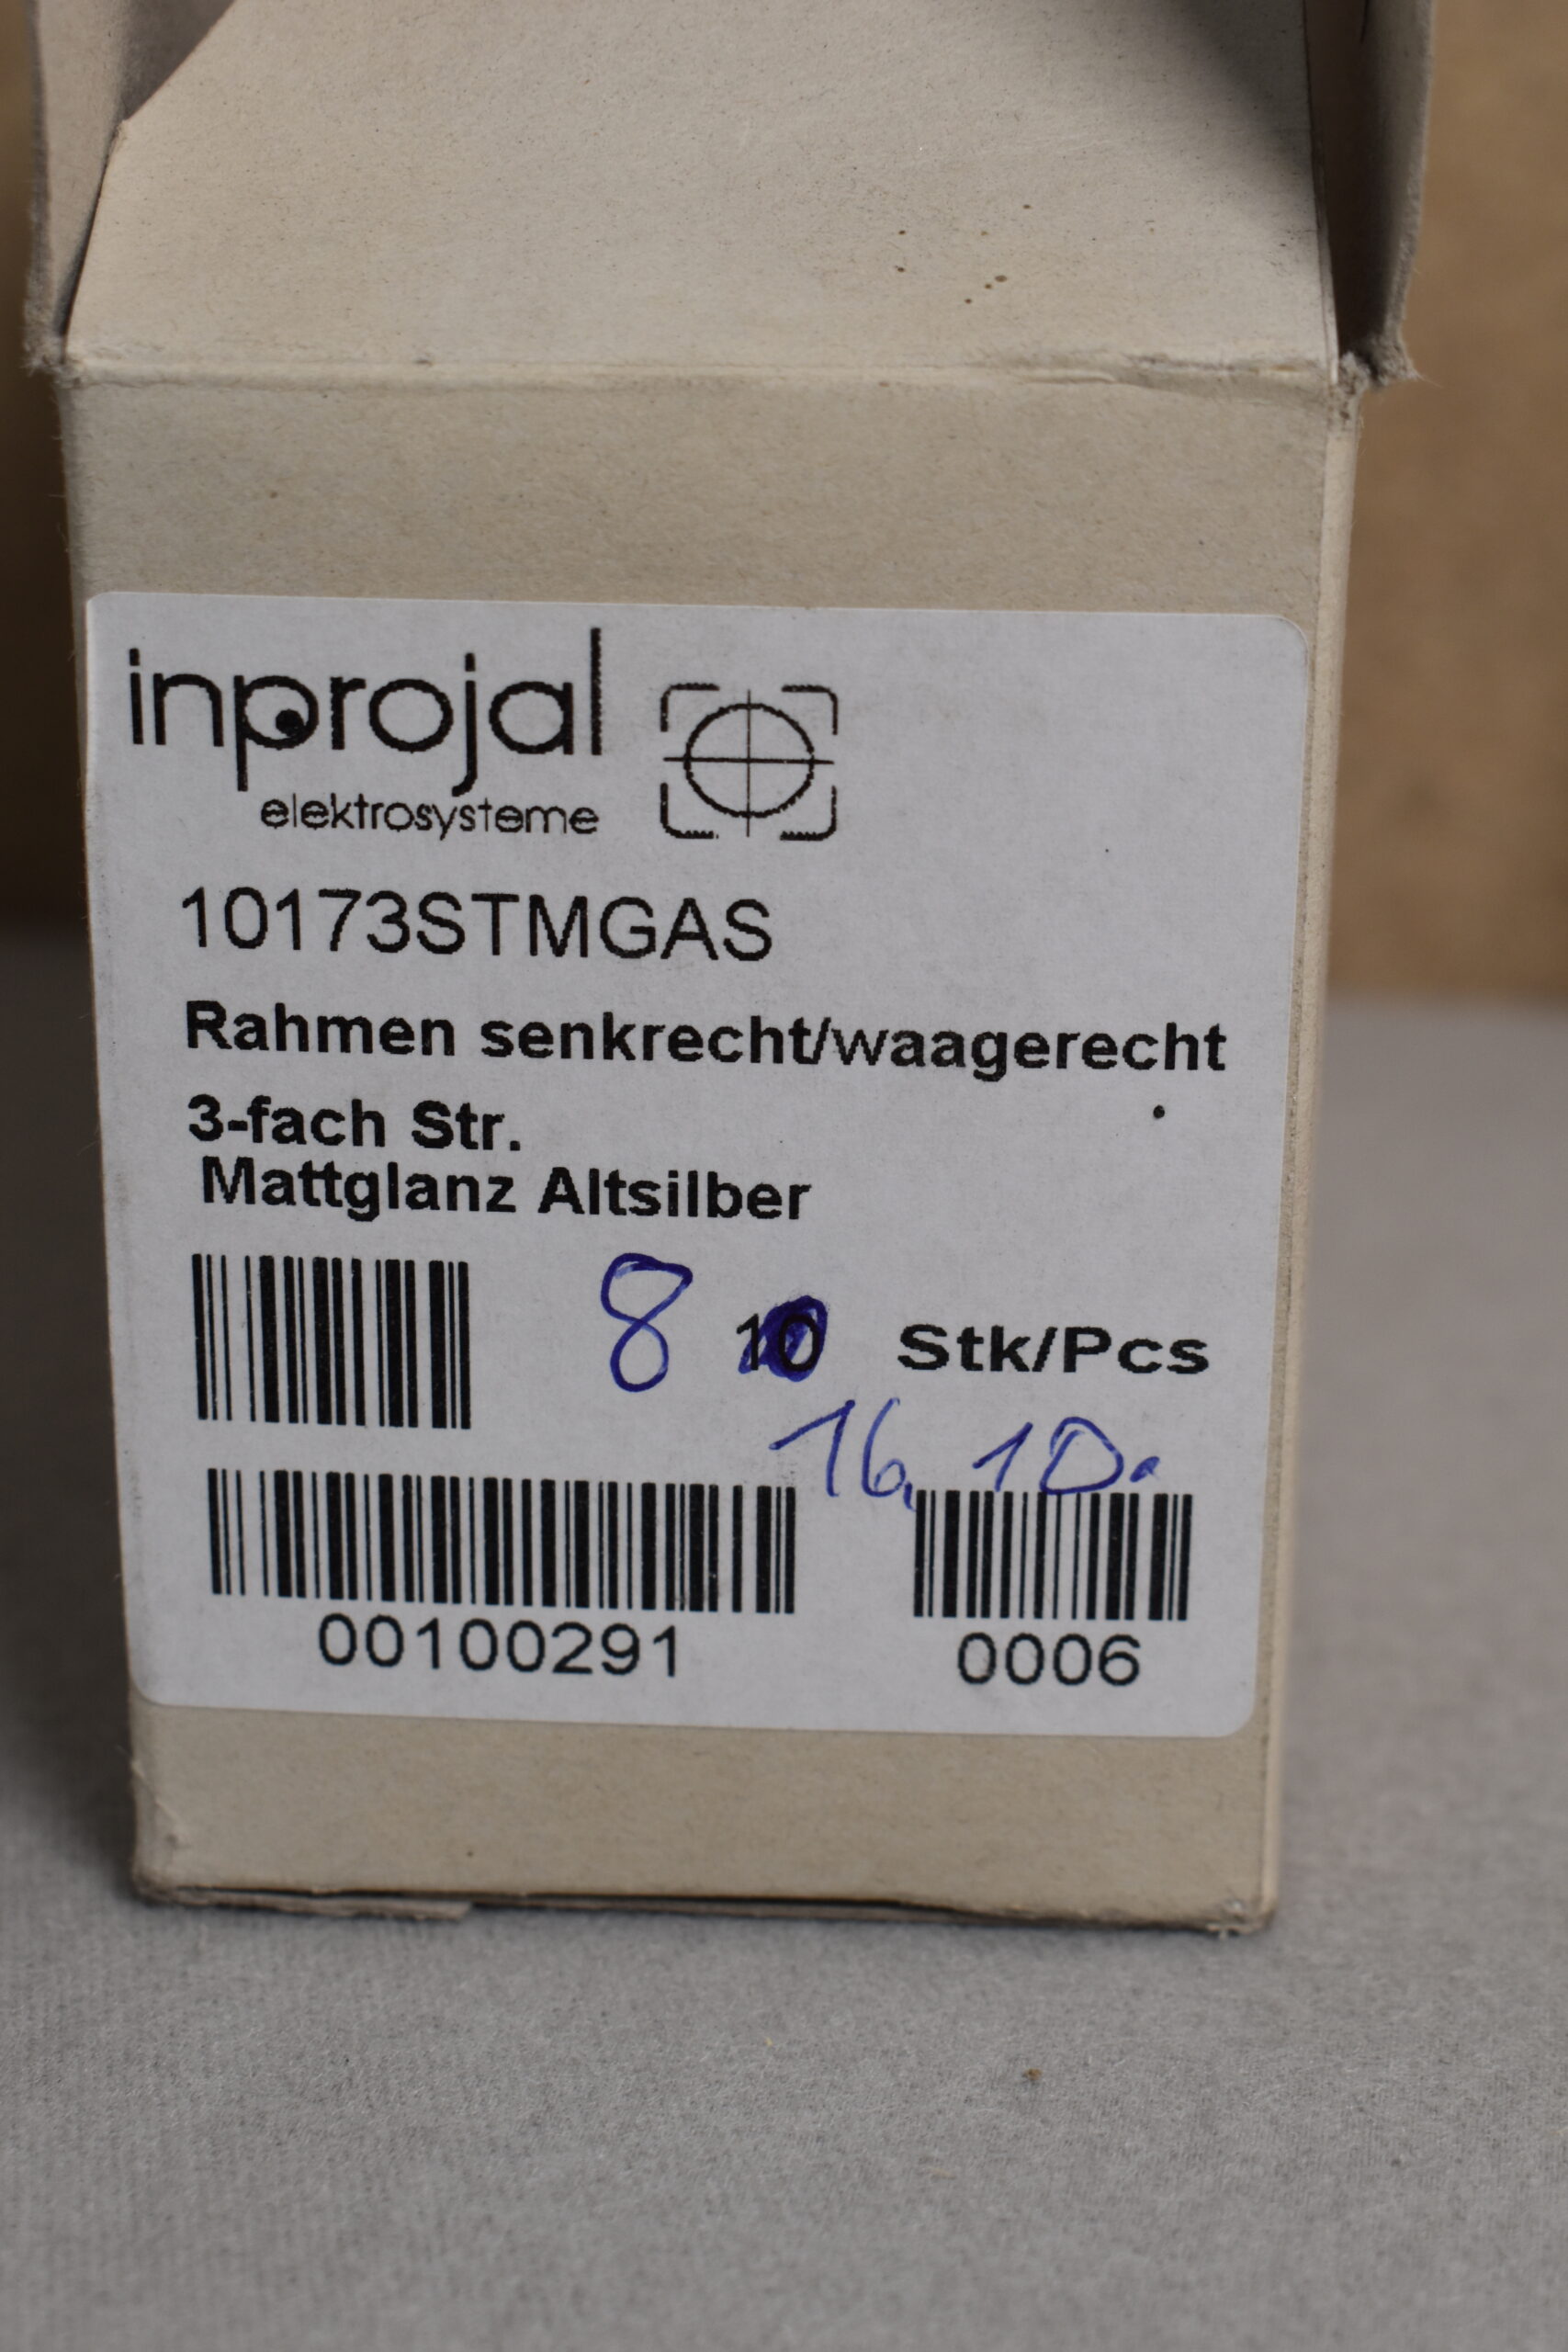 inprojal
elektrosysteme
10173STMGAS
Rahmen senkrecht/waagerecht
3-fach Str.
Mattglanz Altsilber
8 10 Stk/Pcs
16.10.
00100291 0006